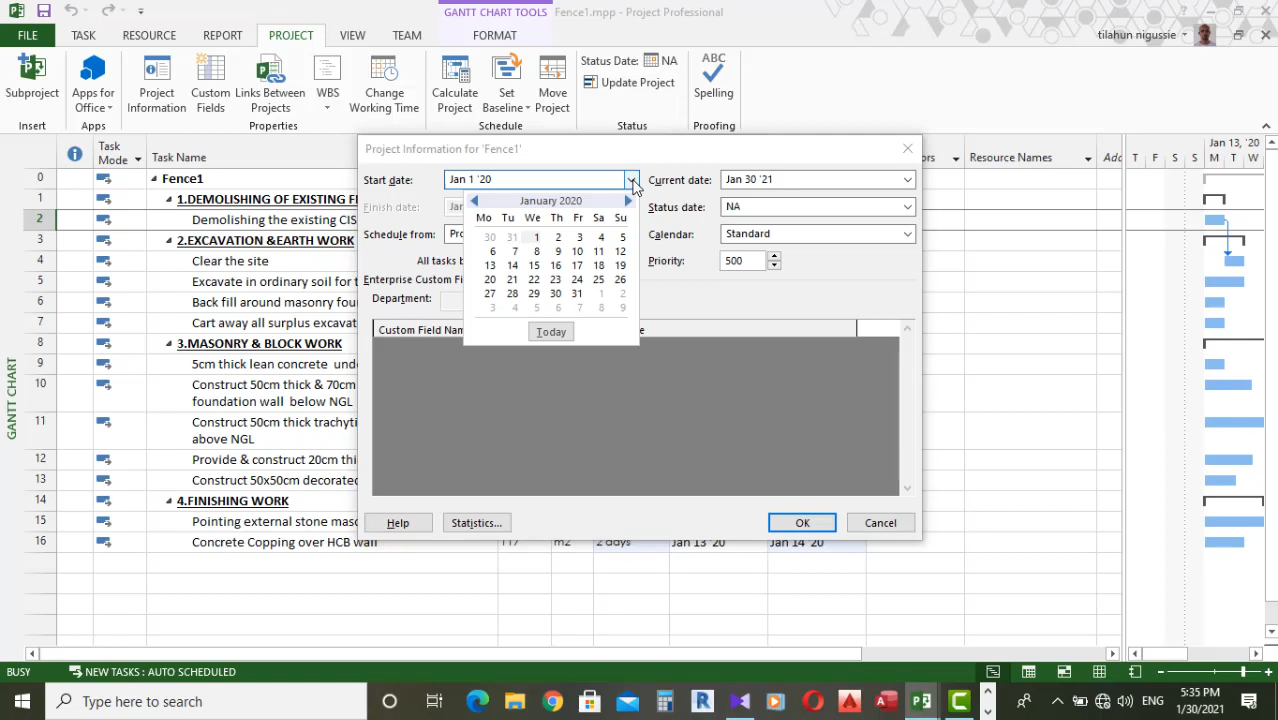 GANTT CHART TOOLS
Fence1.mpp - Project Professional
FILE TASK RESOURCE REPORT PROJECT VIEW TEAM FORMAT
tilahun nigussie
Subproject
Apps for Office
Project Information
Custom Fields
Links Between Projects
WBS
Change Working Time
Calculate Project
Set Baseline
Move Project
Status Date: NA
Update Project
ABC
Spelling
Insert Apps Properties Schedule Status Proofing
Task Mode
Task Name
Resource Names
Jan 13, '20
M T W T F
T F
Project Information for 'Fence1'
Start date: Jan 1 '20
Current date: Jan 30 '21
Finish date:
Status date: NA
Schedule from:
Calendar: Standard
All tasks b
Priority: 500
Enterprise Custom Fi
Department:
Custom Field Nam
January 2020
Mo Tu We Th Fr Sa Su
30 31 1 2 3 4 5
6 7 8 9 10 11 12
13 14 15 16 17 18 19
20 21 22 23 24 25 26
27 28 29 30 31 1 2
3 4 5 6 7 8 9
Today
Help Statistics... OK Cancel
0 Fence1
1 1.DEMOLISHING OF EXISTING F
2 Demolishing the existing CIS
3 2.EXCAVATION &EARTH WORK
4 Clear the site
5 Excavate in ordinary soil for t
6 Back fill around masonry fou
7 Cart away all surplus excavat
8 3.MASONRY & BLOCK WORK
9 5cm thick lean concrete und
10 Construct 50cm thick & 70cm
foundation wall below NGL
11 Construct 50cm thick trachyti
above NGL
12 Provide & construct 20cm thi
13 Construct 50x50cm decorated
14 4.FINISHING WORK
15 Pointing external stone maso
16 Concrete Copping over HCB wall 117 m2 2 days Jan 13 '20 Jan 14 '20
GANTT CHART
BUSY NEW TASKS : AUTO SCHEDULED
Type here to search
ENG
5:35 PM
1/30/2021